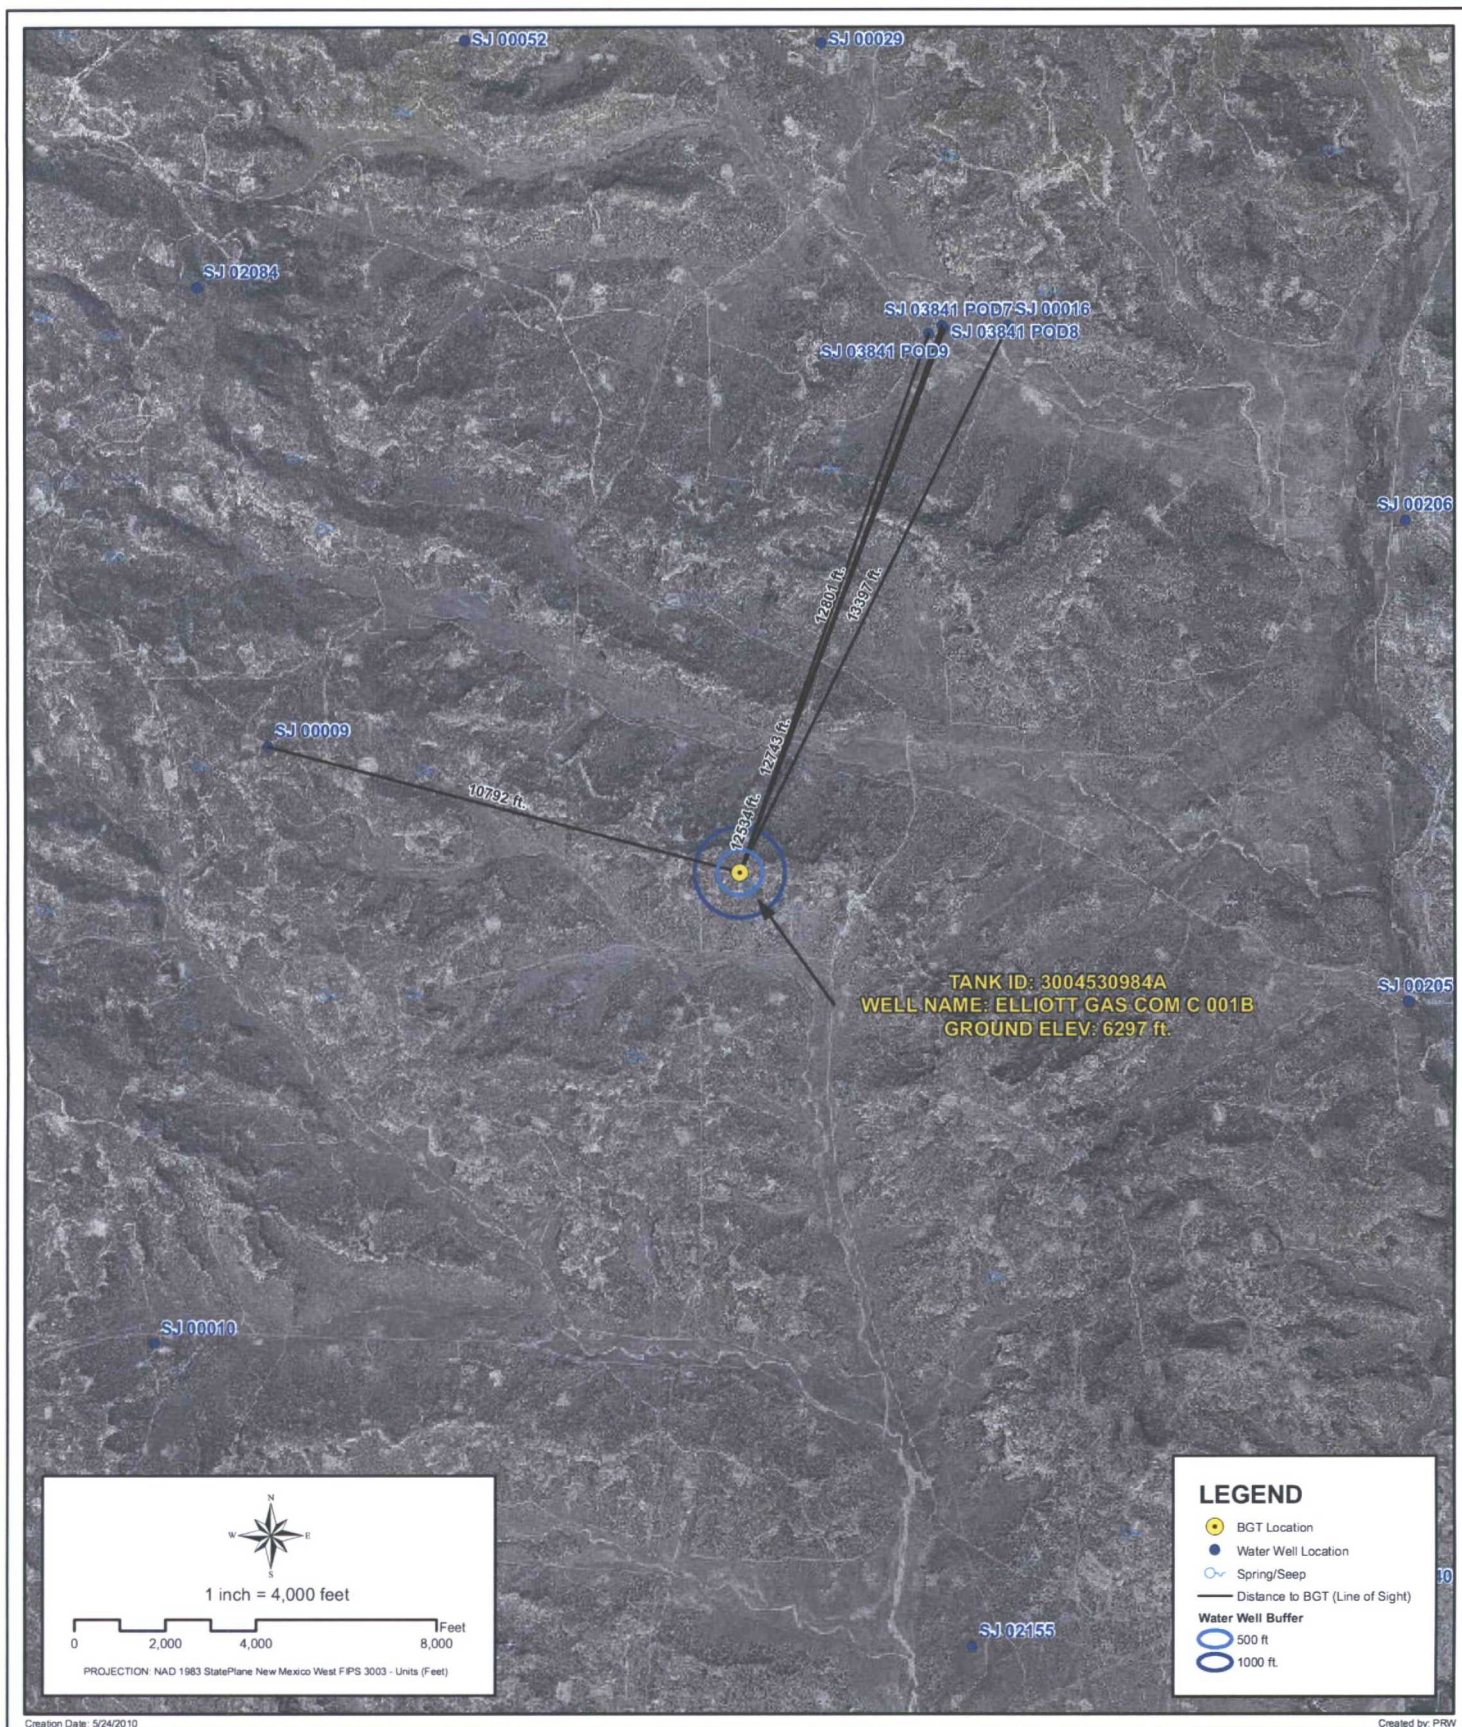 SJ 00052
SJ 00029
SJ 02084
SJ 03841 POD7
SJ 00016
SJ 03841 POD8
SJ 03841 POD9
SJ 00206
12801 ft.
13397 ft.
SJ 00009
12743 ft.
10792 ft.
12534 ft.
TANK ID: 3004530984A
WELL NAME: ELLIOTT GAS COM C 001B
GROUND ELEV: 6297 ft.
SJ 00205
SJ 00010
N
W
E
S
1 inch = 4,000 feet
Feet
0
2,000
4,000
8,000
PROJECTION: NAD 1983 StatePlane New Mexico West FIPS 3003 - Units (Feet)
SJ 02155
LEGEND
BGT Location
Water Well Location
Spring/Seep
Distance to BGT (Line of Sight)
Water Well Buffer
500 ft
1000 ft.
Creation Date: 5/24/2010
Created by: PRW